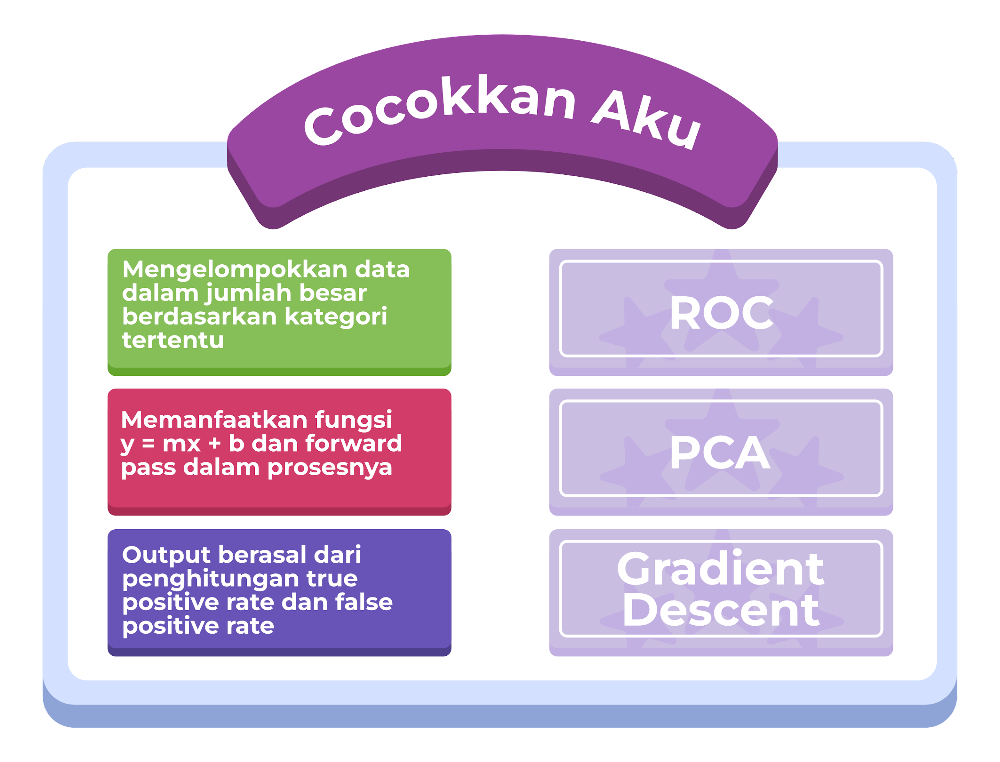 Cocokkan Aku
Mengelompokkan data
dalam jumlah besar
berdasarkan kategori
tertentu
ROC
Memanfaatkan fungsi
y = mx + b dan forward
pass dalam prosesnya
PCA
Output berasal dari
penghitungan true
positive rate dan false
positive rate
Gradient
Descent